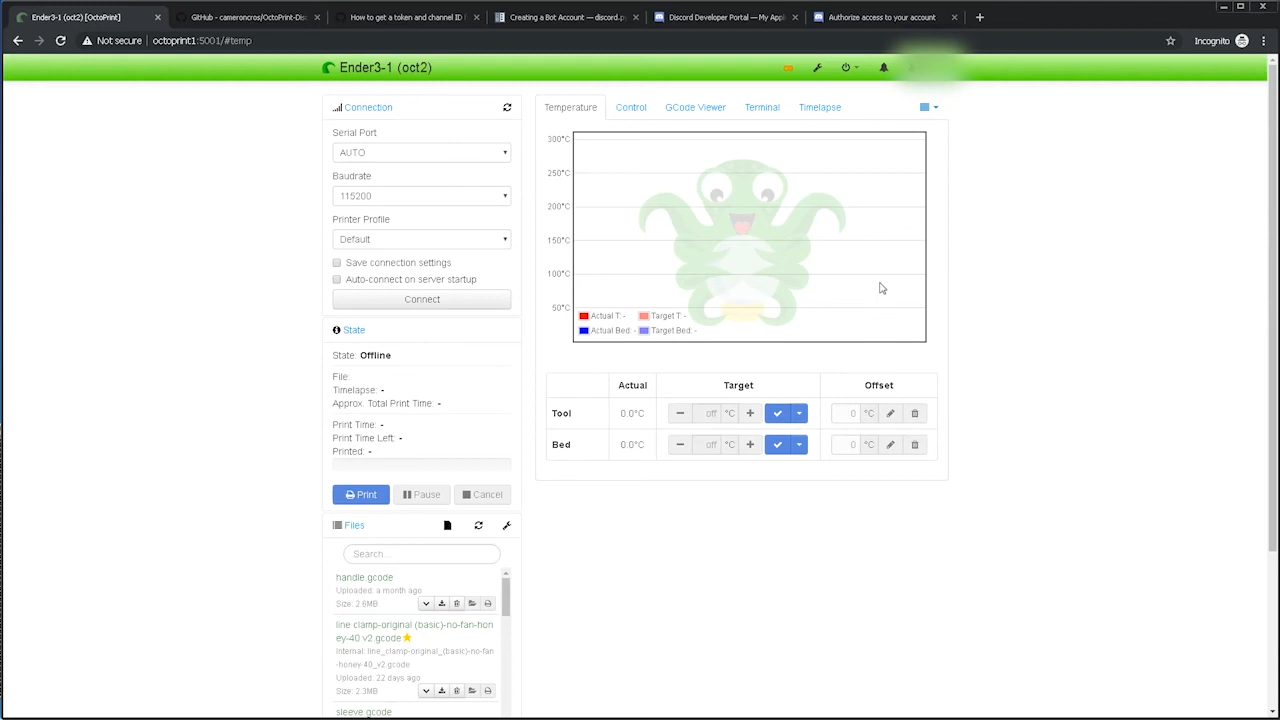 Ender3-1 (oct2) [OctoPrint]
GitHub - cameroncros/OctoPrint-Dis
How to get a token and channel ID f
Creating a Bot Account — discord.py
Discord Developer Portal — My App
Authorize access to your account
Not secure
octoprint1:5001/#temp
Incognito
Ender3-1 (oct2)
Connection
Serial Port
AUTO
Baudrate
115200
Printer Profile
Default
Save connection settings
Auto-connect on server startup
Connect
State
State: Offline
File:
Timelapse: -
Approx. Total Print Time: -
Print Time: -
Print Time Left: -
Printed: -
Print
Pause
Cancel
Files
Search...
handle.gcode
Uploaded: a month ago
Size: 2.6MB
line clamp-original (basic)-no-fan-hon
ey-40 v2.gcode
Internal: line_clamp-original_(basic)-no-fan
-honey-40_v2.gcode
Uploaded: 22 days ago
Size: 2.3MB
sleeve.gcode
Temperature
Control
GCode Viewer
Terminal
Timelapse
300°C
250°C
200°C
150°C
100°C
50°C
Actual T: -
Target T: -
Actual Bed: -
Target Bed: -
Actual
Target
Offset
Tool
0.0°C
off
°C
0
°C
Bed
0.0°C
off
°C
0
°C